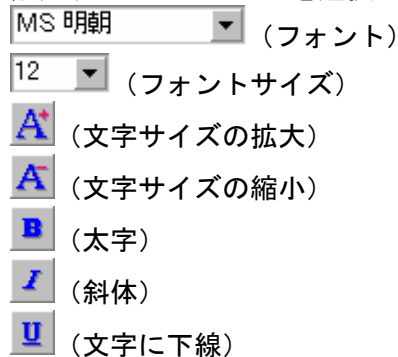 MS 明朝 (フォント)
12 (フォントサイズ)
A (文字サイズの拡大)
A (文字サイズの縮小)
B (太字)
I (斜体)
U (文字に下線)